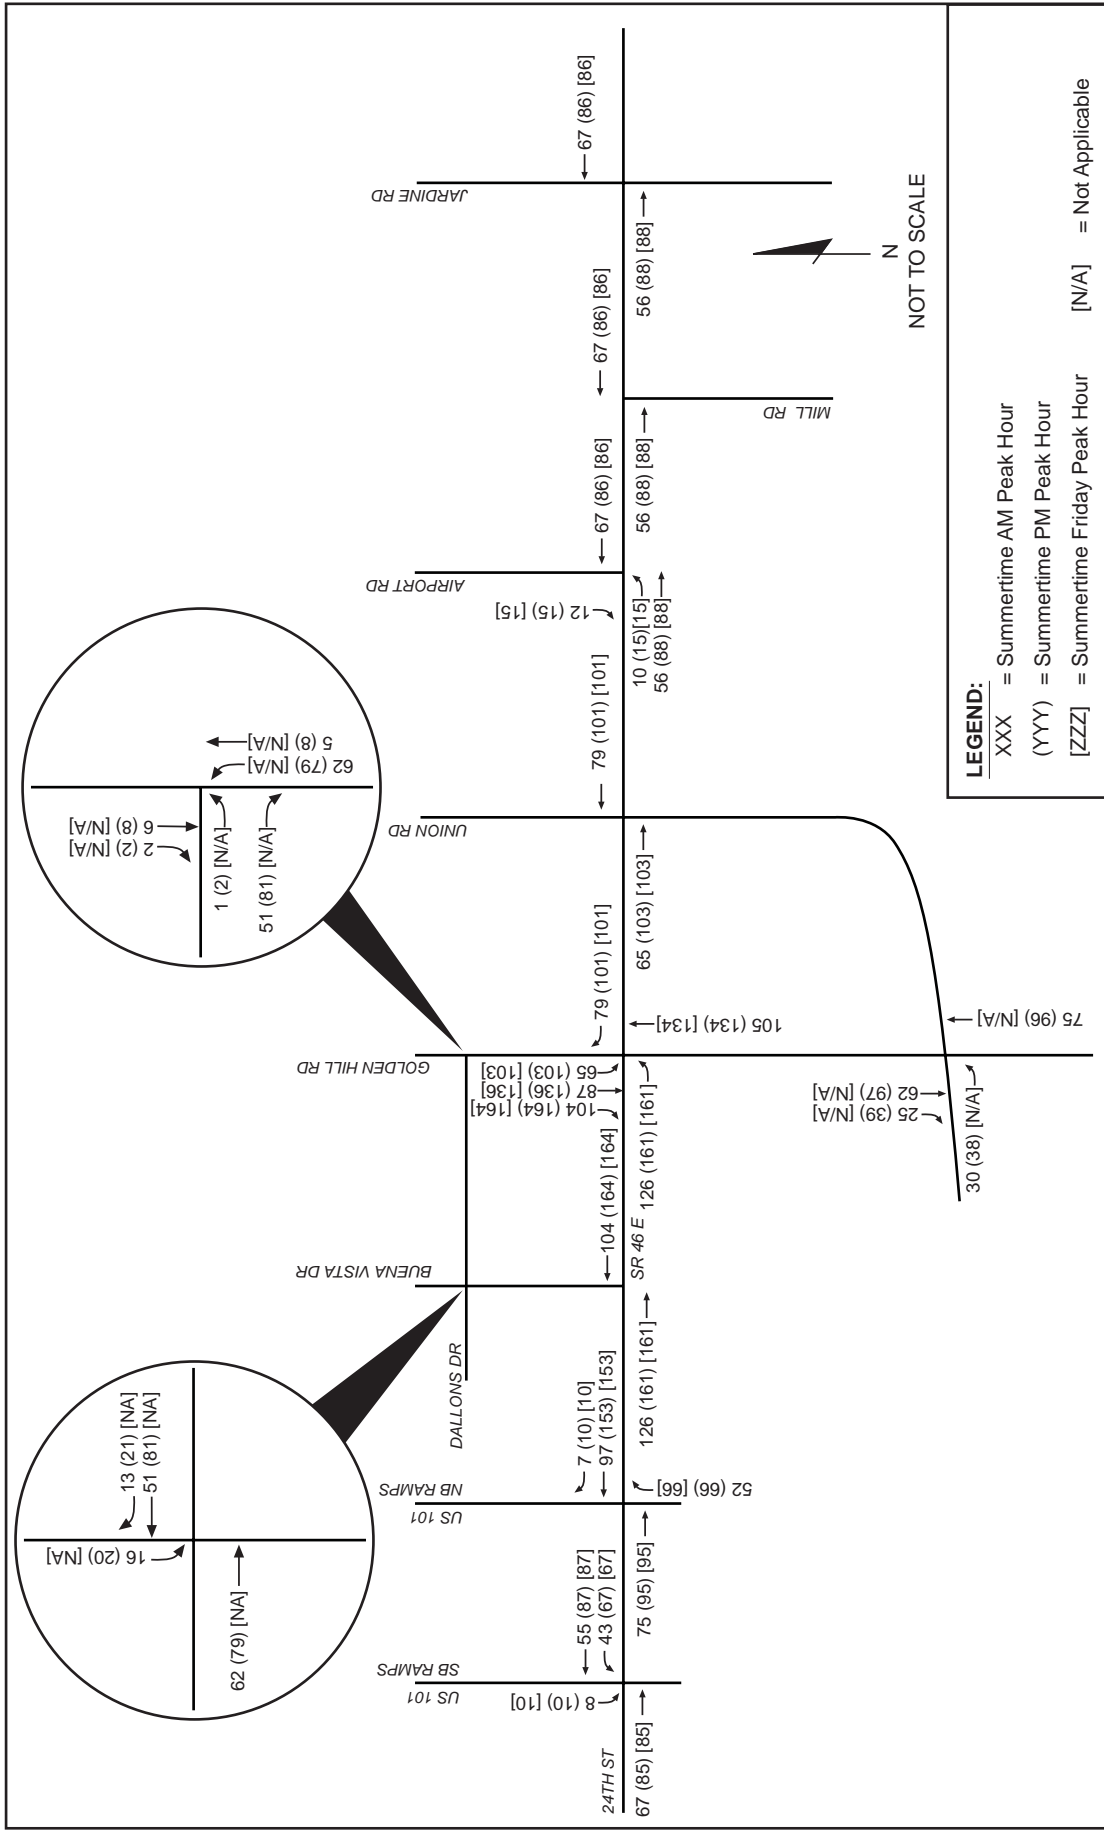 13 (21) [NA]
51 (81) [NA]
16 (20) [NA]
62 (79) [NA]
6 (8) [N/A]
2 (2) [N/A]
1 (2) [N/A]
51 (81) [N/A]
5 (8) [N/A]
62 (79) [N/A]
US 101
SB RAMPS
US 101
NB RAMPS
DALLONS DR
BUENA VISTA DR
GOLDEN HILL RD
UNION RD
AIRPORT RD
MILL RD
JARDINE RD
24TH ST
SR 46 E
8 (10) [10]
55 (87) [87]
43 (67) [67]
67 (85) [85]
75 (95) [95]
7 (10) [10]
97 (153) [153]
52 (66) [66]
126 (161) [161]
104 (164) [164]
126 (161) [161]
65 (103) [103]
87 (136) [136]
104 (164) [164]
79 (101) [101]
105 (134) [134]
65 (103) [103]
79 (101) [101]
12 (15) [15]
10 (15)[15]
56 (88) [88]
67 (86) [86]
56 (88) [88]
67 (86) [86]
56 (88) [88]
67 (86) [86]
62 (97) [N/A]
25 (39) [N/A]
30 (38) [N/A]
75 (96) [N/A]
N
NOT TO SCALE
LEGEND:
XXX = Summertime AM Peak Hour
(YYY) = Summertime PM Peak Hour
[ZZZ] = Summertime Friday Peak Hour [N/A] = Not Applicable